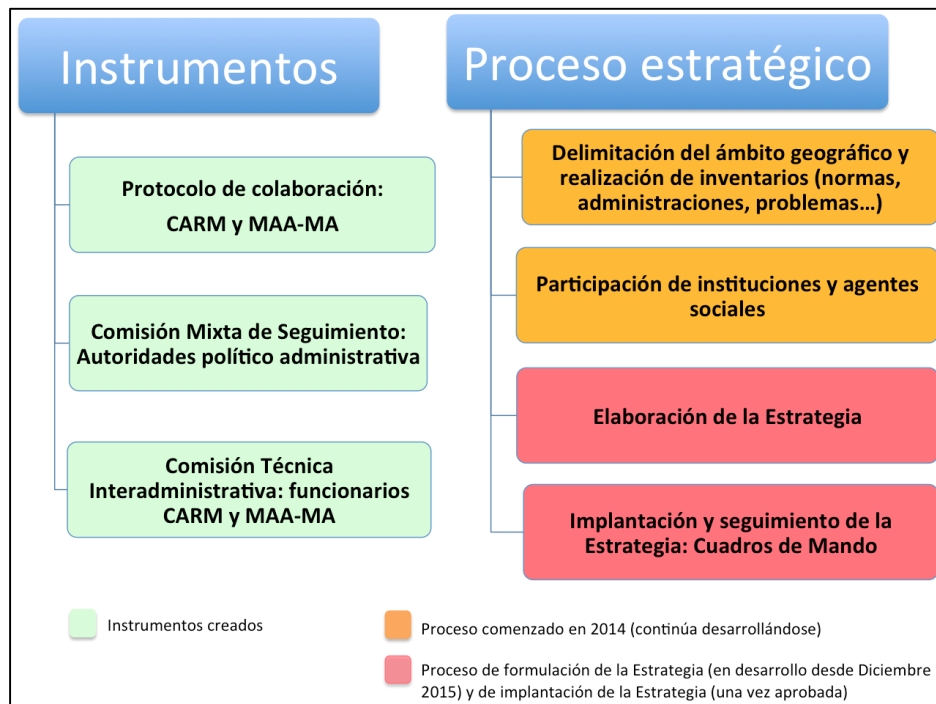 Instrumentos
Protocolo de colaboración:
CARM y MAA-MA
Comisión Mixta de Seguimiento:
Autoridades político administrativa
Comisión Técnica
Interadministrativa: funcionarios
CARM y MAA-MA
Proceso estratégico
Delimitación del ámbito geográfico y
realización de inventarios (normas,
administraciones, problemas…)
Participación de instituciones y agentes
sociales
Elaboración de la Estrategia
Implantación y seguimiento de la
Estrategia: Cuadros de Mando
Instrumentos creados
Proceso comenzado en 2014 (continúa desarrollándose)
Proceso de formulación de la Estrategia (en desarrollo desde Diciembre
2015) y de implantación de la Estrategia (una vez aprobada)